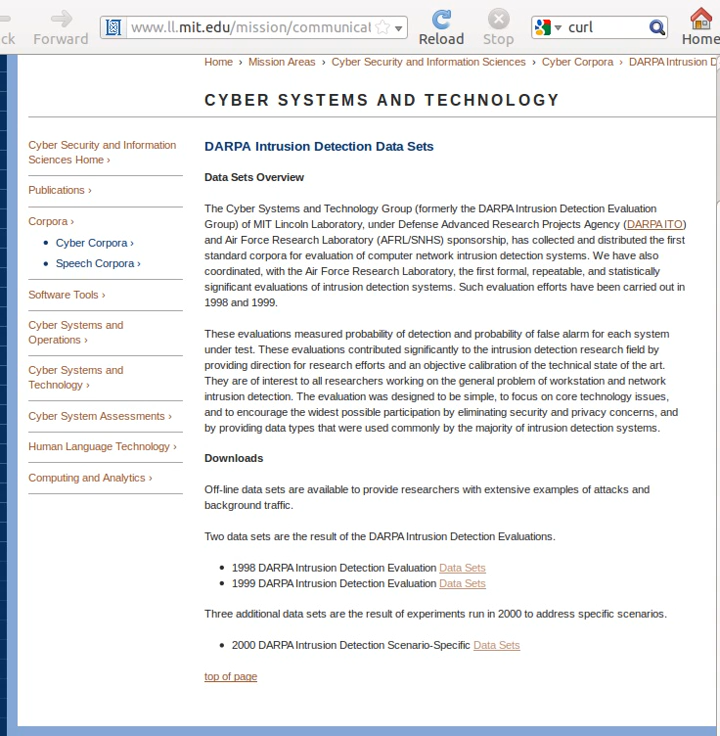 ck Forward www.ll.mit.edu/mission/communicat Reload Stop curl Home
Home › Mission Areas › Cyber Security and Information Sciences › Cyber Corpora › DARPA Intrusion D
CYBER SYSTEMS AND TECHNOLOGY
Cyber Security and Information
Sciences Home ›
Publications ›
Corpora ›
• Cyber Corpora ›
• Speech Corpora ›
Software Tools ›
Cyber Systems and
Operations ›
Cyber Systems and
Technology ›
Cyber System Assessments ›
Human Language Technology ›
Computing and Analytics ›
DARPA Intrusion Detection Data Sets
Data Sets Overview
The Cyber Systems and Technology Group (formerly the DARPA Intrusion Detection Evaluation
Group) of MIT Lincoln Laboratory, under Defense Advanced Research Projects Agency (DARPA ITO)
and Air Force Research Laboratory (AFRL/SNHS) sponsorship, has collected and distributed the first
standard corpora for evaluation of computer network intrusion detection systems. We have also
coordinated, with the Air Force Research Laboratory, the first formal, repeatable, and statistically
significant evaluations of intrusion detection systems. Such evaluation efforts have been carried out in
1998 and 1999.
These evaluations measured probability of detection and probability of false alarm for each system
under test. These evaluations contributed significantly to the intrusion detection research field by
providing direction for research efforts and an objective calibration of the technical state of the art.
They are of interest to all researchers working on the general problem of workstation and network
intrusion detection. The evaluation was designed to be simple, to focus on core technology issues,
and to encourage the widest possible participation by eliminating security and privacy concerns, and
by providing data types that were used commonly by the majority of intrusion detection systems.
Downloads
Off-line data sets are available to provide researchers with extensive examples of attacks and
background traffic.
Two data sets are the result of the DARPA Intrusion Detection Evaluations.
• 1998 DARPA Intrusion Detection Evaluation Data Sets
• 1999 DARPA Intrusion Detection Evaluation Data Sets
Three additional data sets are the result of experiments run in 2000 to address specific scenarios.
• 2000 DARPA Intrusion Detection Scenario-Specific Data Sets
top of page